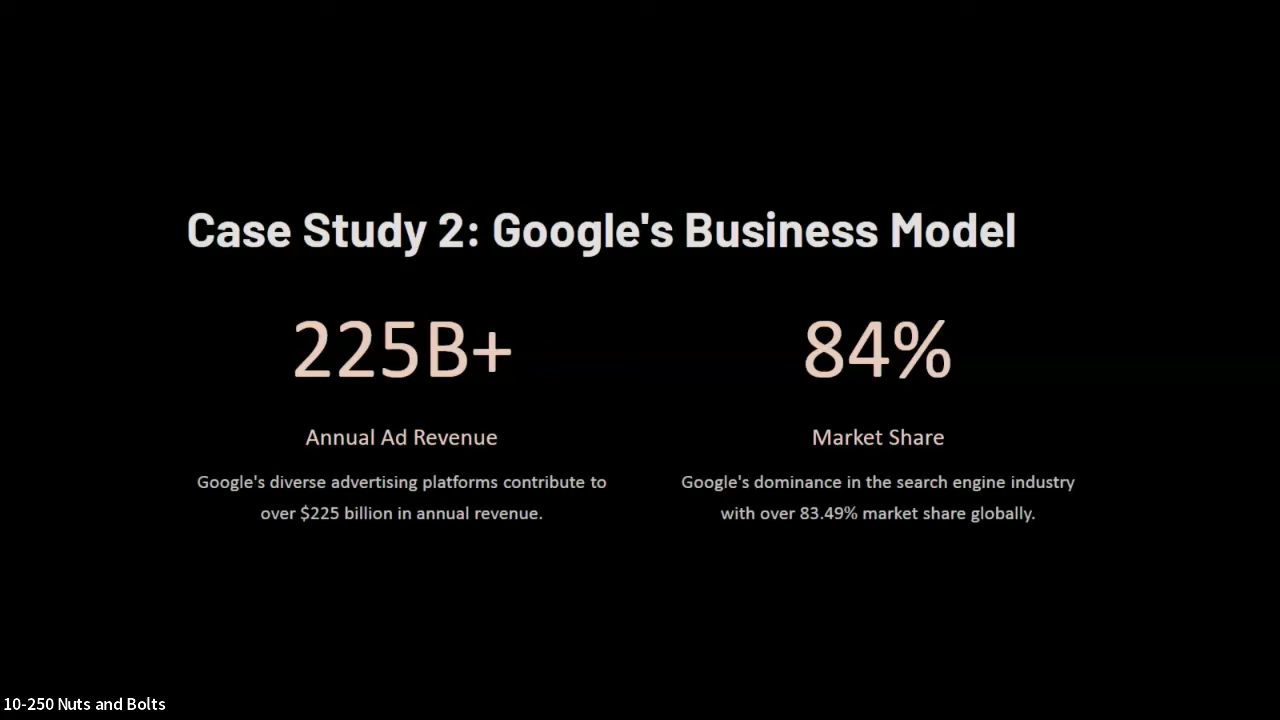 Case Study 2: Google's Business Model
225B+
Annual Ad Revenue
Google's diverse advertising platforms contribute to
over $225 billion in annual revenue.
84%
Market Share
Google's dominance in the search engine industry
with over 83.49% market share globally.
10-250 Nuts and Bolts